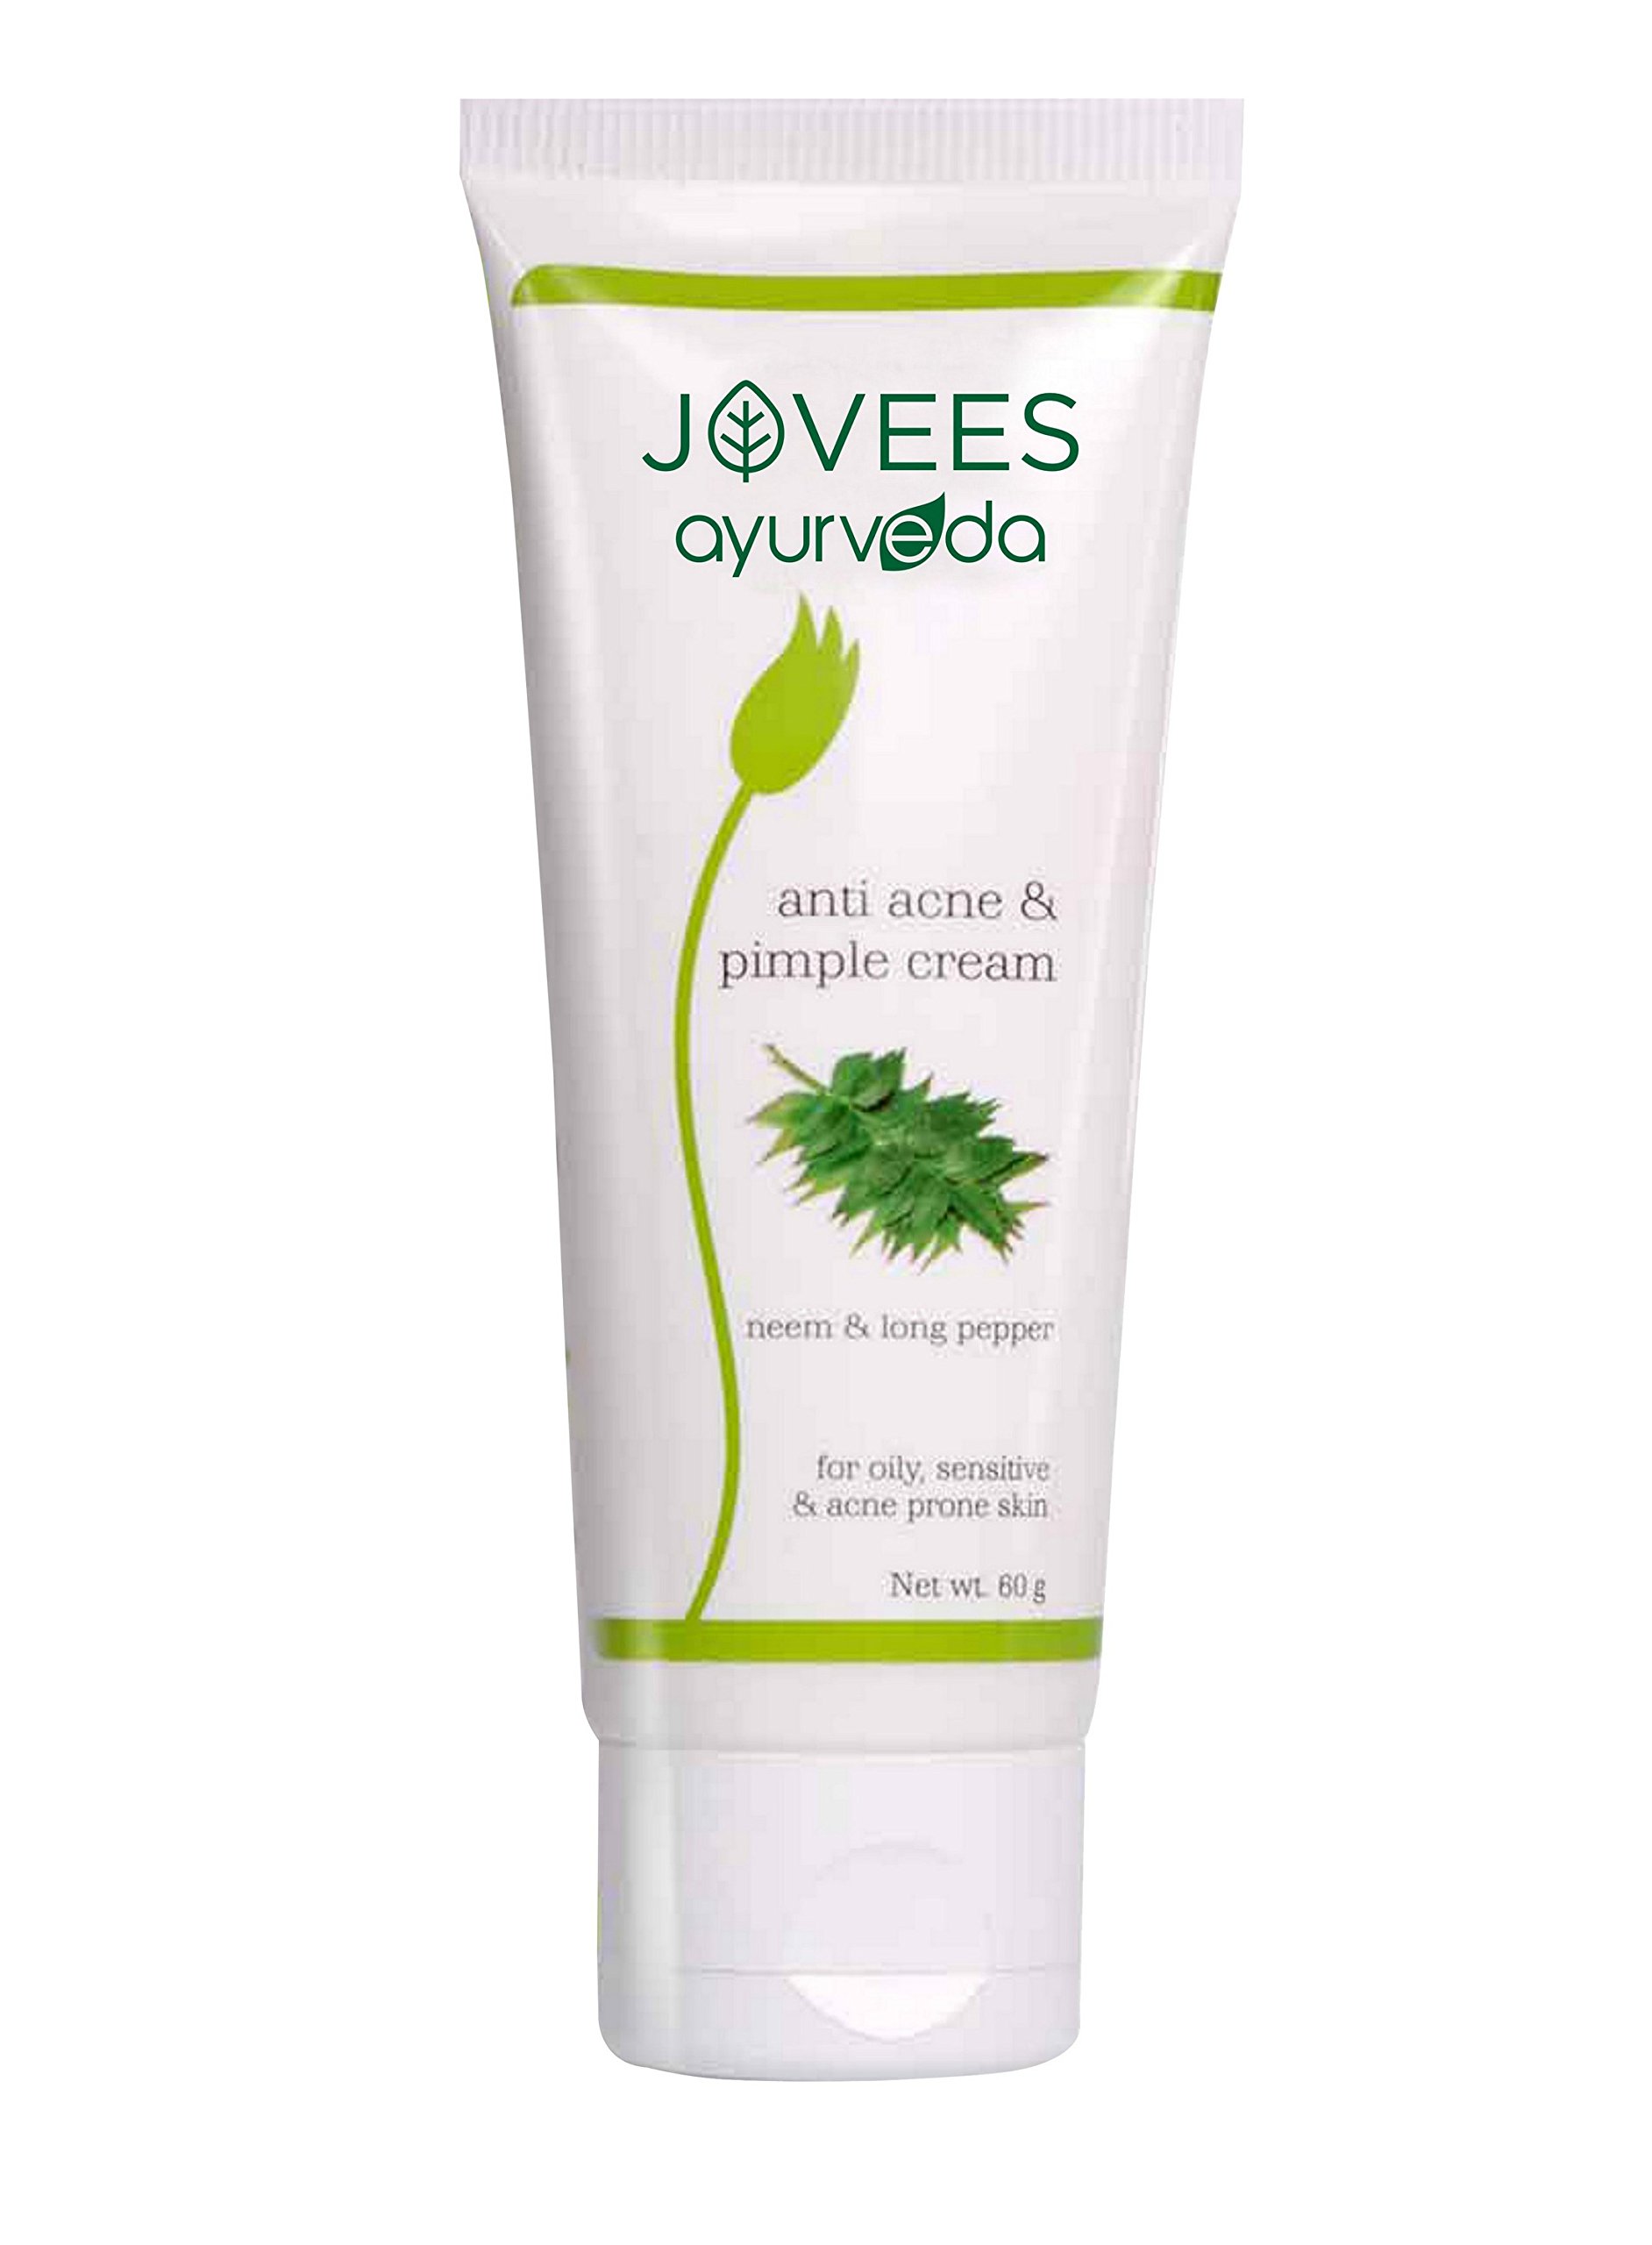 JOVEES
ayurveda
anti acne &
pimple cream
neem & long pepper
for oily, sensitive
& acne prone skin
Net wt. 60 g